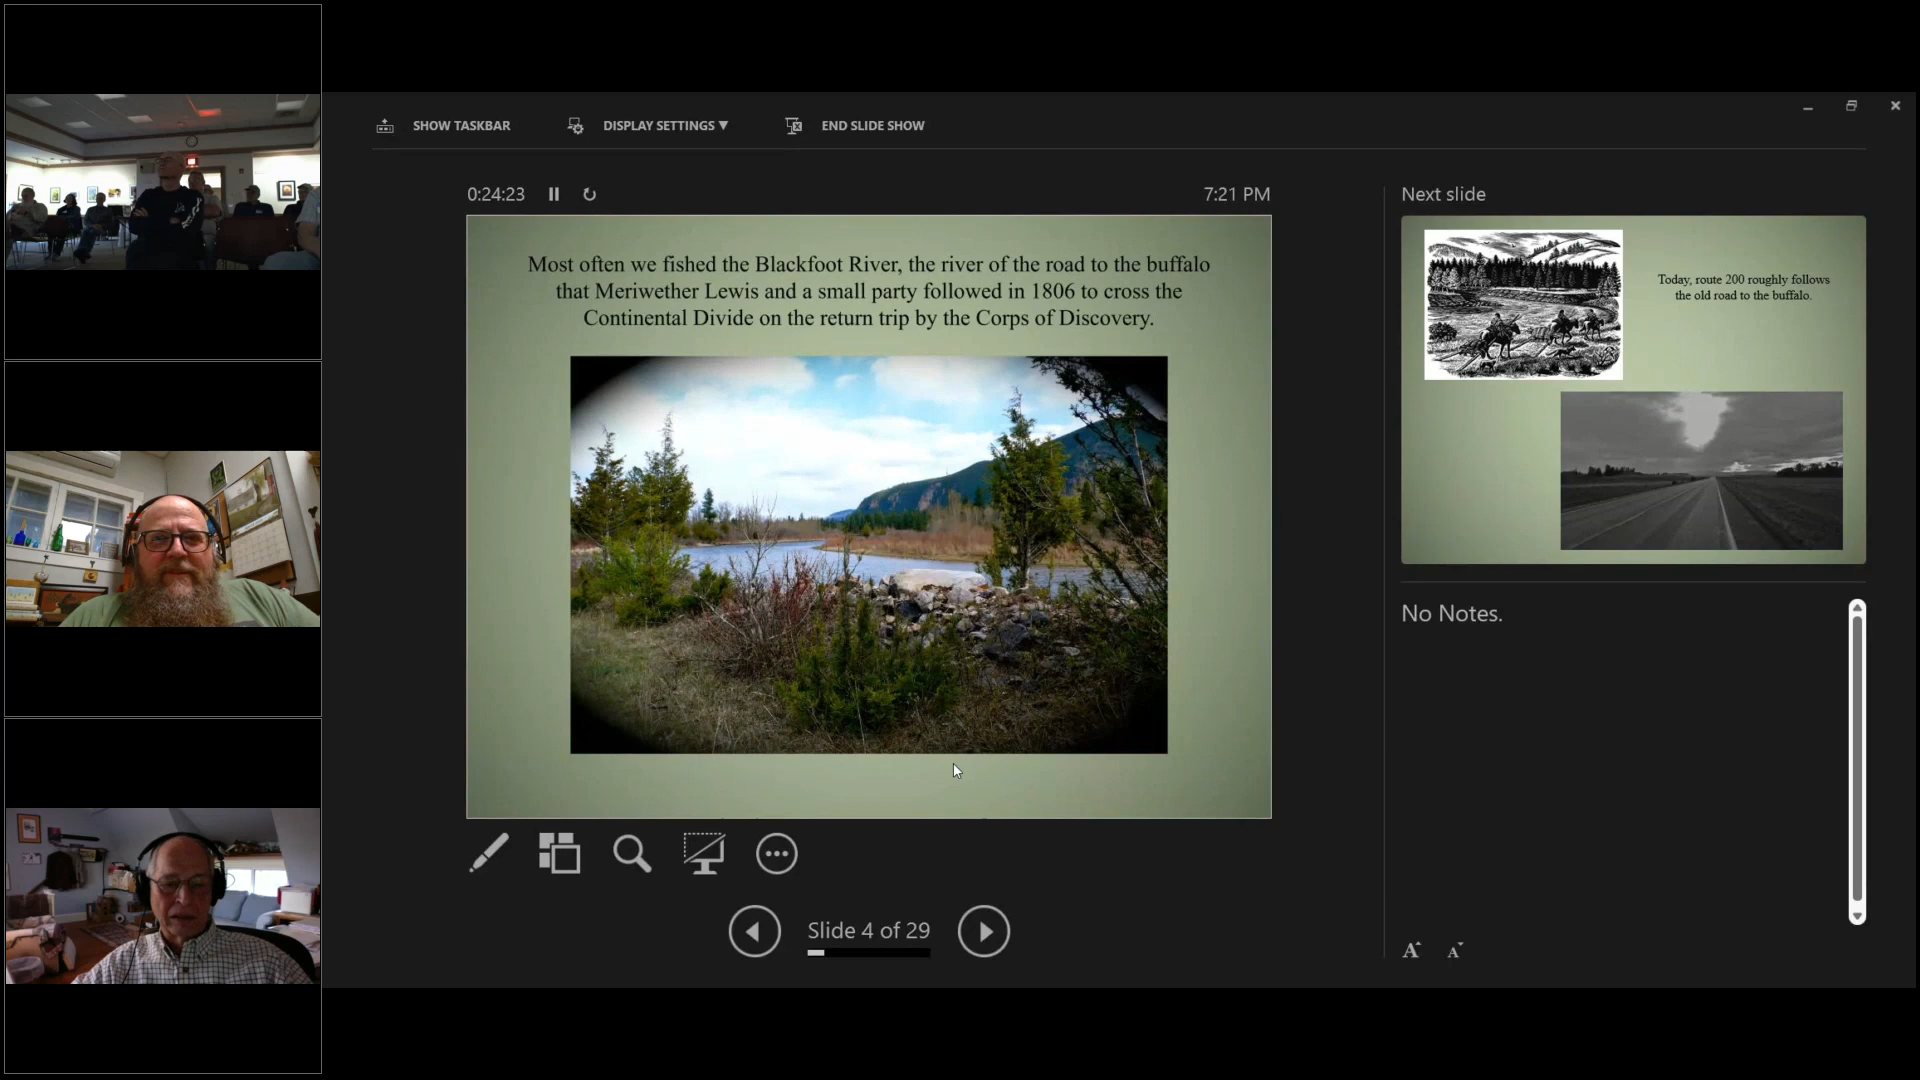 SHOW TASKBAR
DISPLAY SETTINGS ▼
END SLIDE SHOW
0:24:23
7:21 PM
Most often we fished the Blackfoot River, the river of the road to the buffalo
that Meriwether Lewis and a small party followed in 1806 to cross the
Continental Divide on the return trip by the Corps of Discovery.
Slide 4 of 29
Next slide
Today, route 200 roughly follows
the old road to the buffalo.
No Notes.
A A